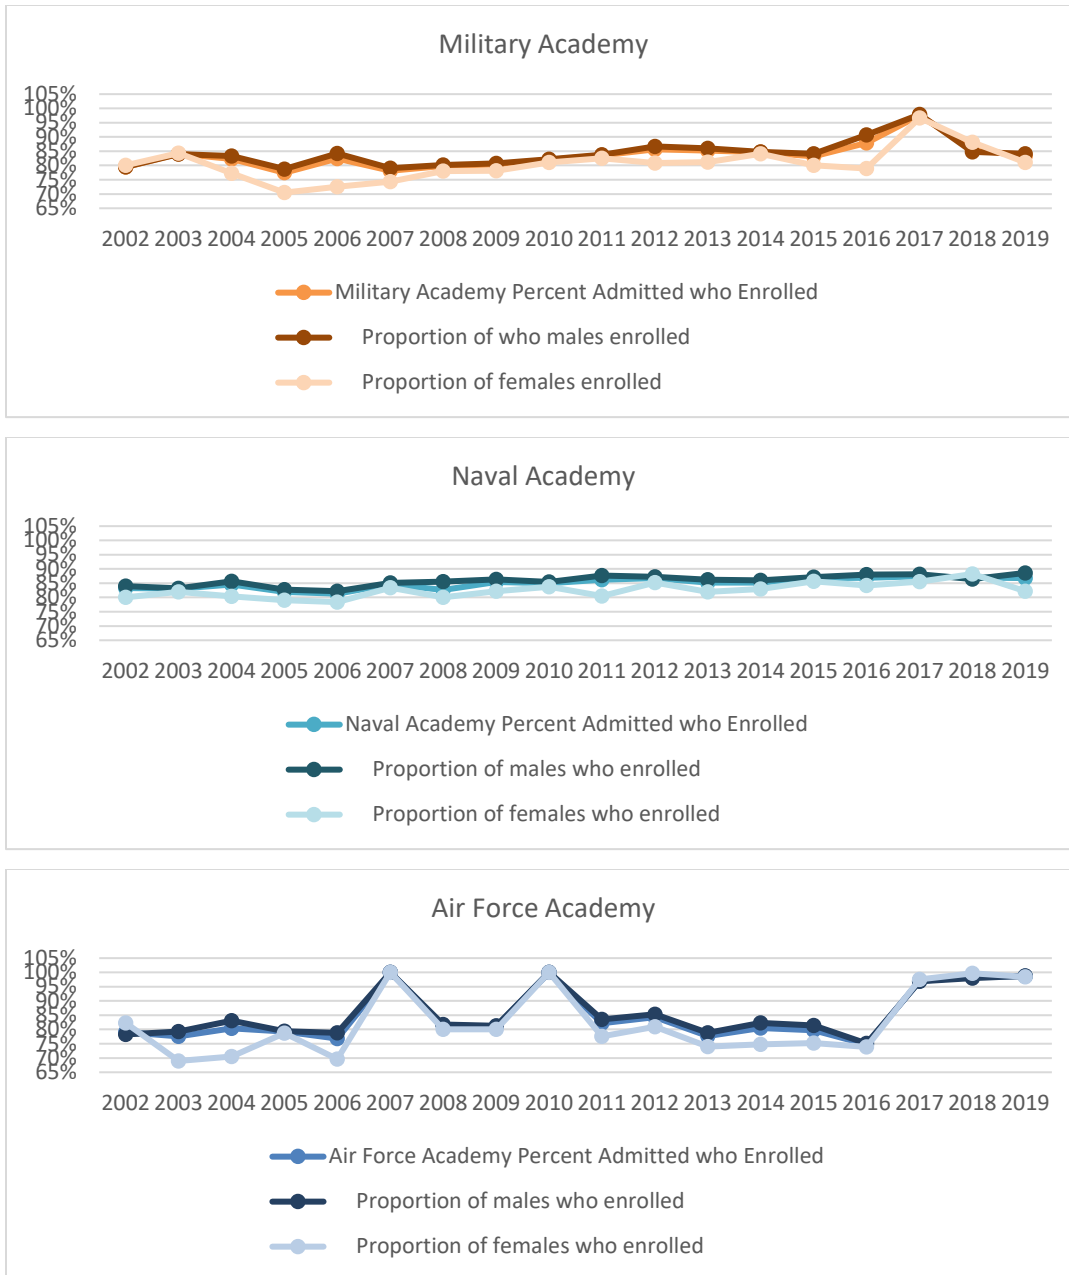 Military Academy
105%
100%
95%
90%
85%
80%
75%
70%
65%
2002 2003 2004 2005 2006 2007 2008 2009 2010 2011 2012 2013 2014 2015 2016 2017 2018 2019
Military Academy Percent Admitted who Enrolled
Proportion of who males enrolled
Proportion of females enrolled
Naval Academy
105%
100%
95%
90%
85%
80%
75%
70%
65%
2002 2003 2004 2005 2006 2007 2008 2009 2010 2011 2012 2013 2014 2015 2016 2017 2018 2019
Naval Academy Percent Admitted who Enrolled
Proportion of males who enrolled
Proportion of females who enrolled
Air Force Academy
105%
100%
95%
90%
85%
80%
75%
70%
65%
2002 2003 2004 2005 2006 2007 2008 2009 2010 2011 2012 2013 2014 2015 2016 2017 2018 2019
Air Force Academy Percent Admitted who Enrolled
Proportion of males who enrolled
Proportion of females who enrolled